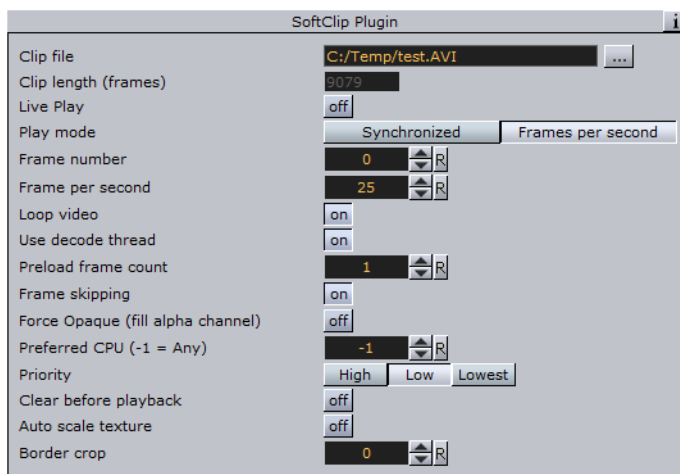 SoftClip Plugin i
Clip file C:/Temp/test.AVI ...
Clip length (frames) 9079
Live Play off
Play mode Synchronized Frames per second
Frame number 0 R
Frame per second 25 R
Loop video on
Use decode thread on
Preload frame count 1 R
Frame skipping on
Force Opaque (fill alpha channel) off
Preferred CPU (-1 = Any) -1 R
Priority High Low Lowest
Clear before playback off
Auto scale texture off
Border crop 0 R